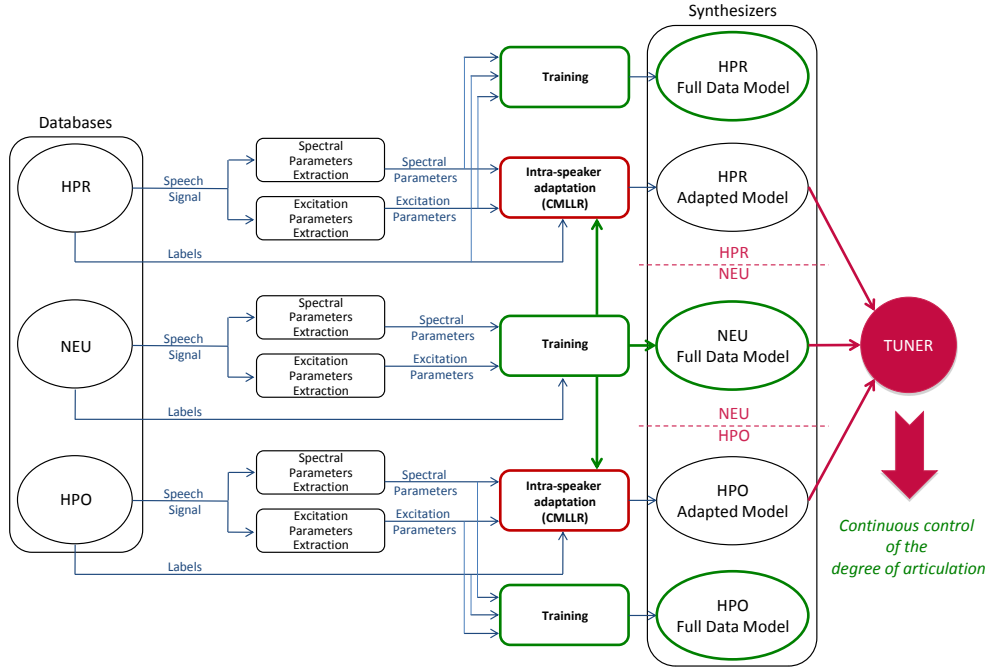 Synthesizers
Databases
Training
HPR
Full Data Model
HPR
Speech
Signal
Spectral
Parameters
Extraction
Spectral
Parameters
Excitation
Parameters
Extraction
Excitation
Parameters
Labels
Intra-speaker
adaptation
(CMLLR)
HPR
Adapted Model
HPR
NEU
NEU
Speech
Signal
Spectral
Parameters
Extraction
Spectral
Parameters
Excitation
Parameters
Extraction
Excitation
Parameters
Labels
Training
NEU
Full Data Model
TUNER
NEU
HPO
HPO
Speech
Signal
Spectral
Parameters
Extraction
Spectral
Parameters
Excitation
Parameters
Extraction
Excitation
Parameters
Labels
Intra-speaker
adaptation
(CMLLR)
HPO
Adapted Model
Continuous control
of the
degree of articulation
Training
HPO
Full Data Model